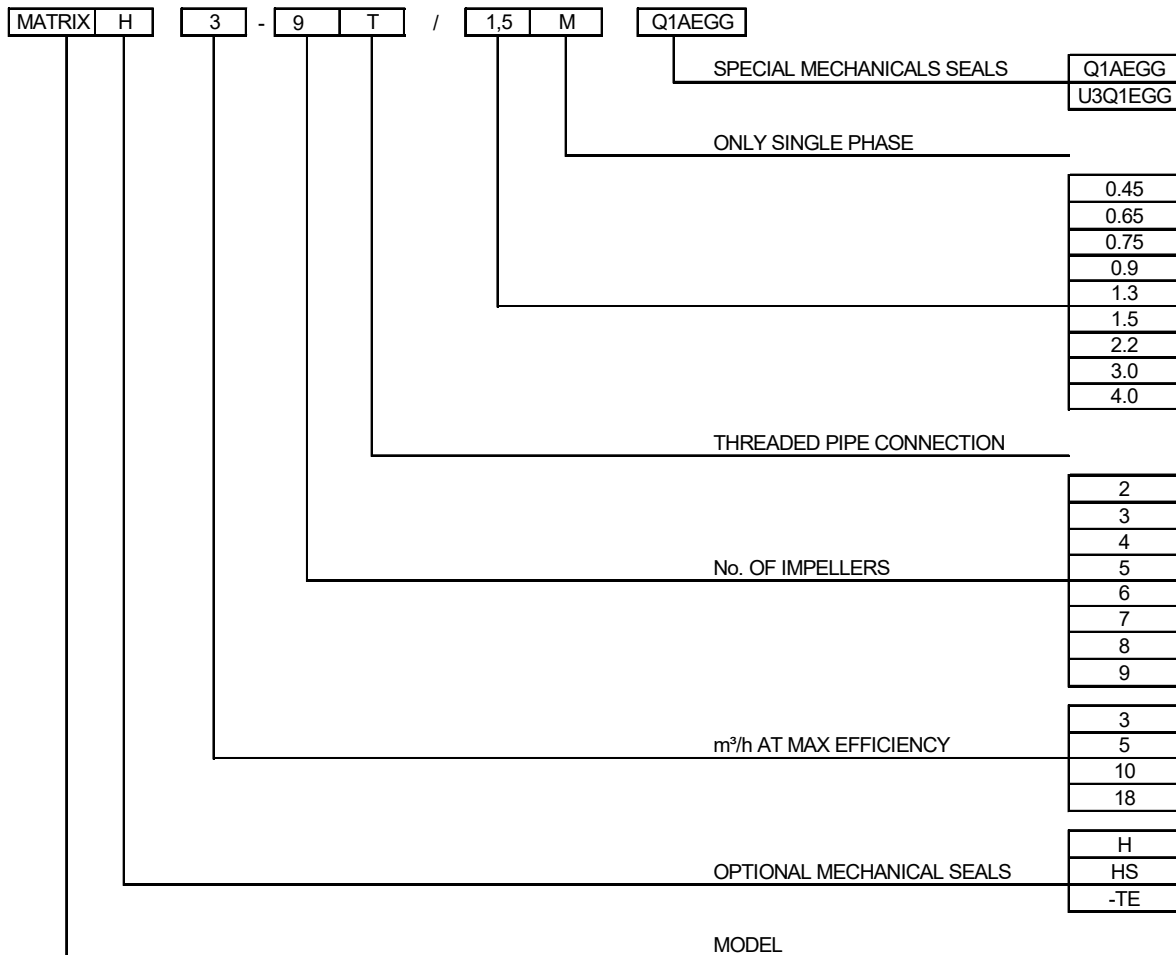 MATRIX H 3 - 9 T / 1,5 M Q1AEGG
SPECIAL MECHANICALS SEALS
Q1AEGG
U3Q1EGG
ONLY SINGLE PHASE
0.45
0.65
0.75
0.9
1.3
1.5
2.2
3.0
4.0
THREADED PIPE CONNECTION
2
3
4
No. OF IMPELLERS 5
6
7
8
9
3
m³/h AT MAX EFFICIENCY 5
10
18
H
OPTIONAL MECHANICAL SEALS HS
-TE
MODEL